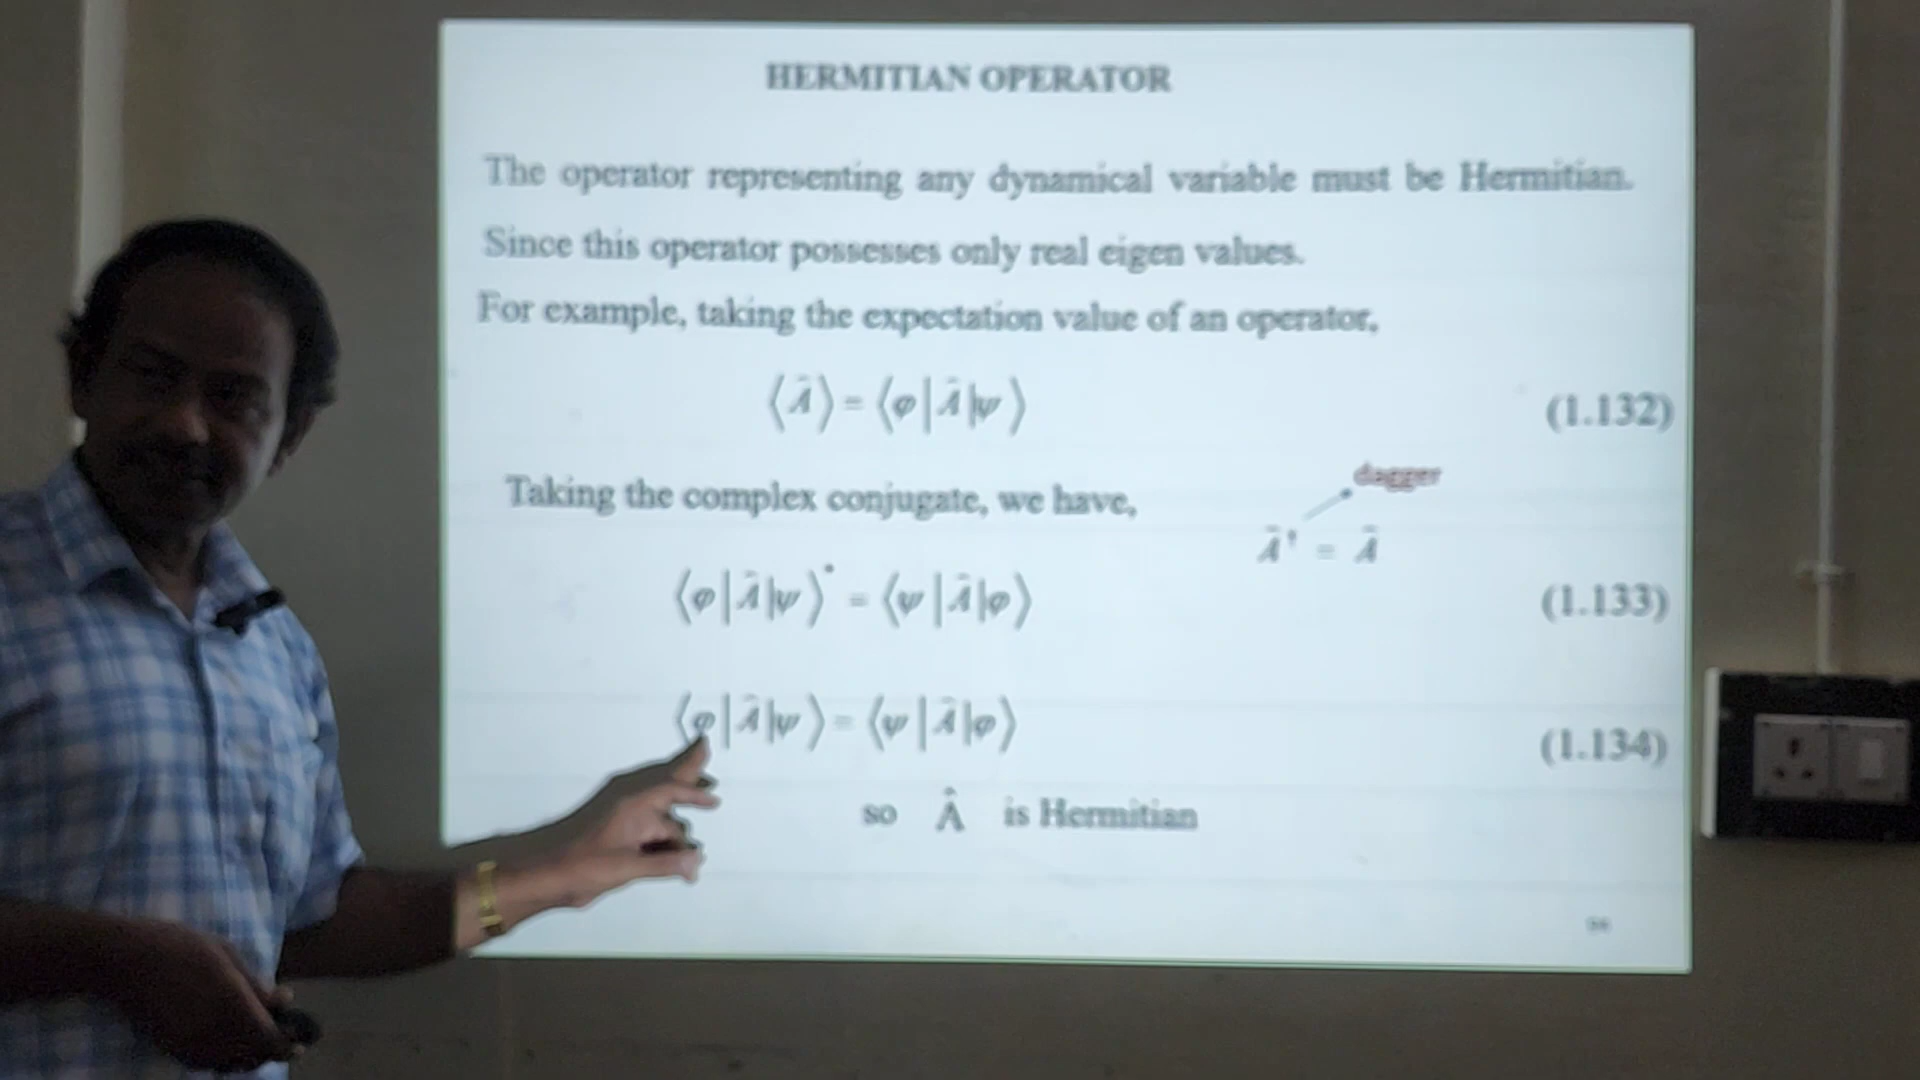 HERMITIAN OPERATOR
The operator representing any dynamical variable must be Hermitian.
Since this operator possesses only real eigen values.
For example, taking the expectation value of an operator,
⟨Â⟩ = ⟨φ|Â|ψ⟩ (1.132)
dagger
Taking the complex conjugate, we have,
Â† = Â
⟨φ|Â|ψ⟩* = ⟨ψ|Â|φ⟩ (1.133)
⟨φ|Â|ψ⟩ = ⟨ψ|Â|φ⟩ (1.134)
so Â is Hermitian